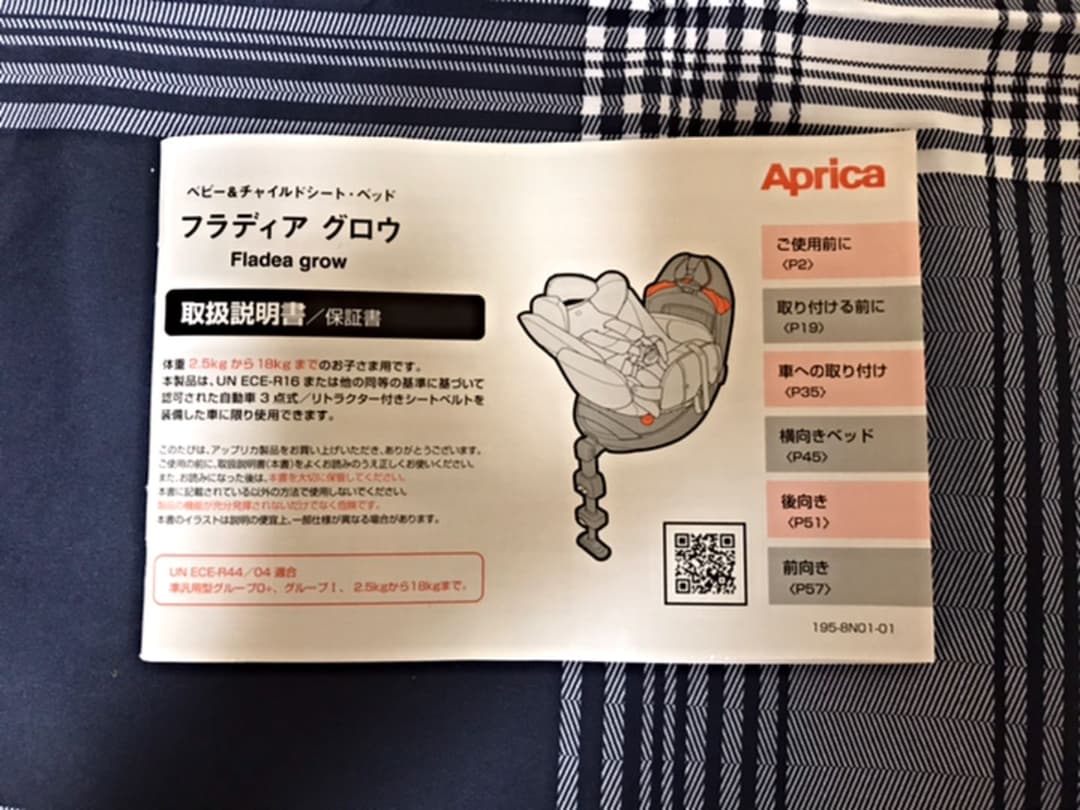 ベビー&チャイルドシート・ベッド
フラディア グロウ
Fladea grow
取扱説明書/保証書
体重 2.5kg から 18kg までのお子さま用です。
本製品は、UN ECE-R16 または他の同等の基準に基づいて
認可された自動車 3 点式/リトラクター付きシートベルトを
装備した車に限り使用できます。
このたびは、アップリカ製品をお買い上げいただき、ありがとうございます。
ご使用の前に、取扱説明書(本書)をよくお読みのうえ正しくお使いください。
また、お読みになった後は、本書を大切に保管してください。
本書に記載されている以外の方法で使用しないでください。
製品の機能が充分発揮されないだけでなく危険です。
本書のイラストは説明の便宜上、一部仕様が異なる場合があります。
UN ECE-R44/04 適合
準汎用型グループ0+、グループⅠ、 2.5kgから18kgまで。
Aprica
ご使用前に
〈P2〉
取り付ける前に
〈P19〉
車への取り付け
〈P35〉
横向きベッド
〈P45〉
後向き
〈P51〉
前向き
〈P57〉
195-8N01-01